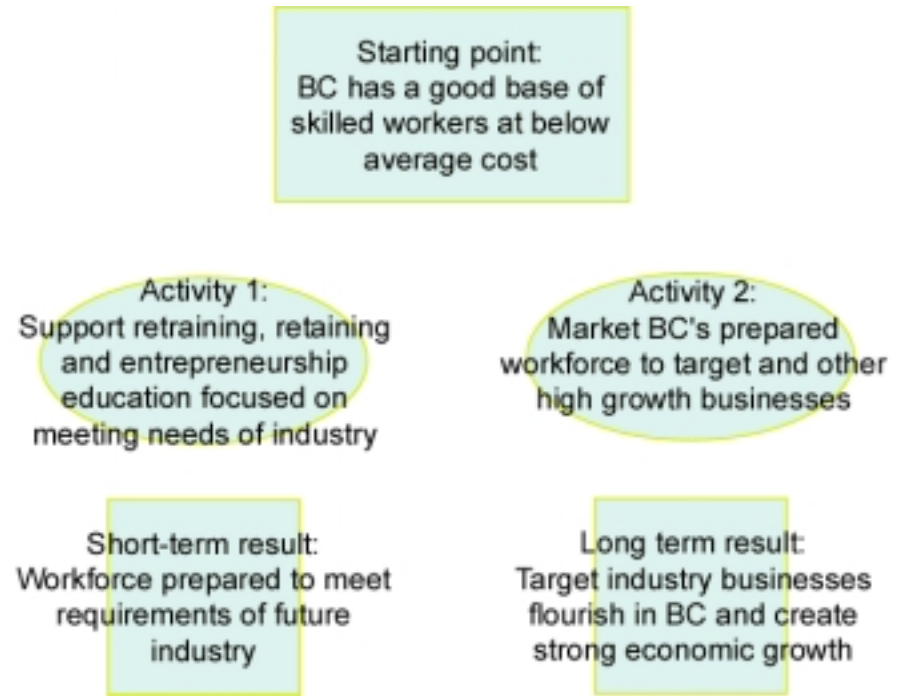 Starting point:
BC has a good base of
skilled workers at below
average cost
Activity 1:
Support retraining, retaining
and entrepreneurship
education focused on
meeting needs of industry
Activity 2:
Market BC's prepared
workforce to target and other
high growth businesses
Short-term result:
Workforce prepared to meet
requirements of future
industry
Long term result:
Target industry businesses
flourish in BC and create
strong economic growth